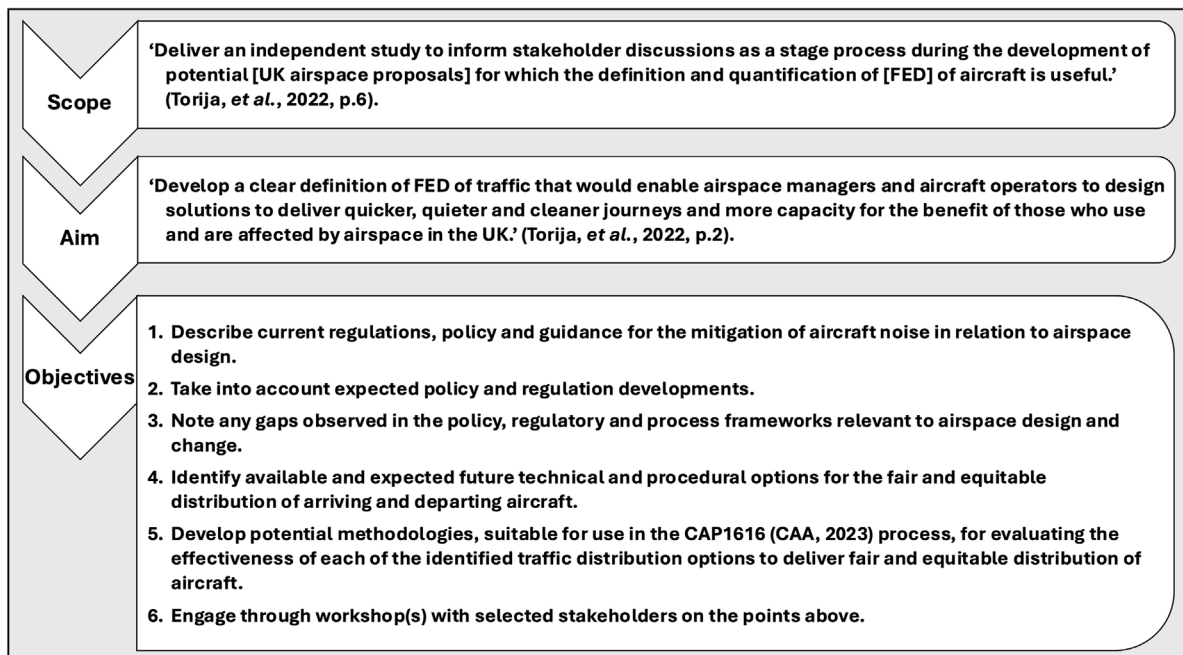 Scope
‘Deliver an independent study to inform stakeholder discussions as a stage process during the development of
potential [UK airspace proposals] for which the definition and quantification of [FED] of aircraft is useful.’
(Torija, et al., 2022, p.6).
Aim
‘Develop a clear definition of FED of traffic that would enable airspace managers and aircraft operators to design
solutions to deliver quicker, quieter and cleaner journeys and more capacity for the benefit of those who use
and are affected by airspace in the UK.’ (Torija, et al., 2022, p.2).
Objectives
1. Describe current regulations, policy and guidance for the mitigation of aircraft noise in relation to airspace
design.
2. Take into account expected policy and regulation developments.
3. Note any gaps observed in the policy, regulatory and process frameworks relevant to airspace design and
change.
4. Identify available and expected future technical and procedural options for the fair and equitable
distribution of arriving and departing aircraft.
5. Develop potential methodologies, suitable for use in the CAP1616 (CAA, 2023) process, for evaluating the
effectiveness of each of the identified traffic distribution options to deliver fair and equitable distribution of
aircraft.
6. Engage through workshop(s) with selected stakeholders on the points above.